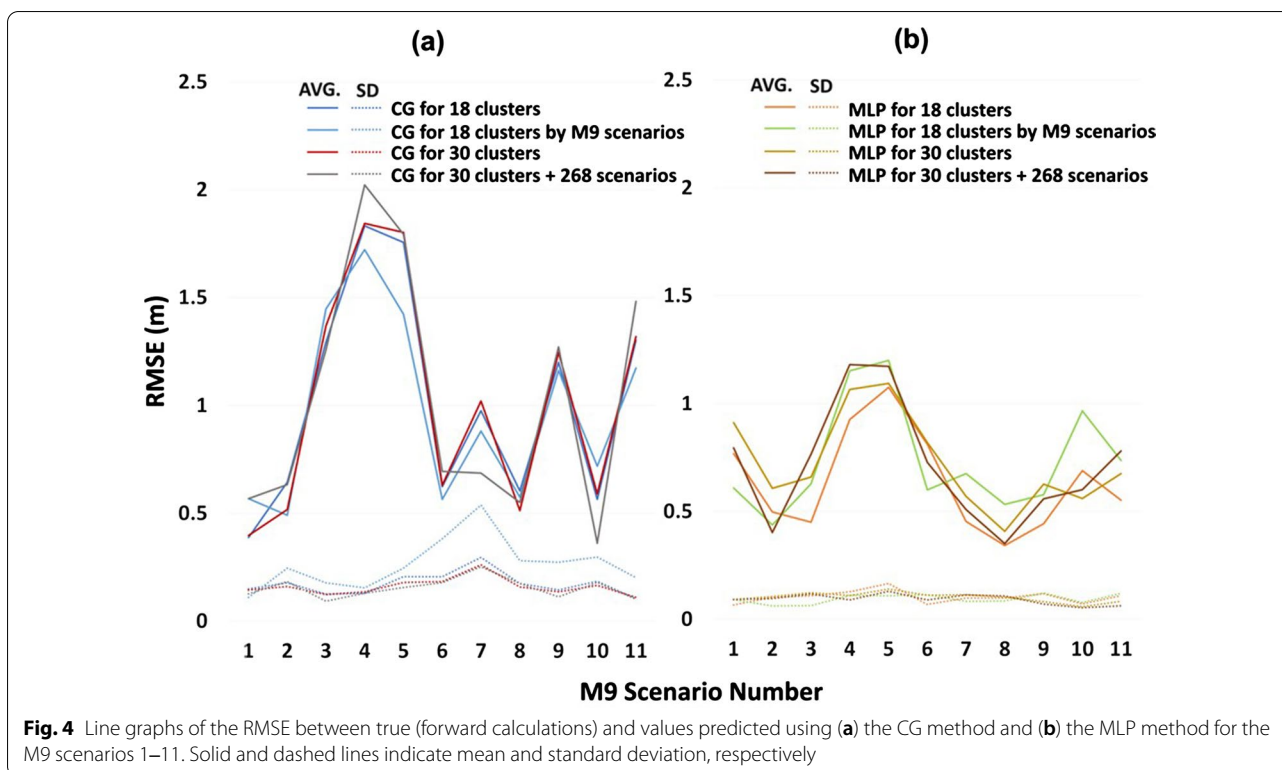 (a)
2.5
2
1.5
1
0.5
0
AVG. SD
CG for 18 clusters
CG for 18 clusters by M9 scenarios
CG for 30 clusters
CG for 30 clusters + 268 scenarios
1 2 3 4 5 6 7 8 9 10 11
RMSE (m)
(b)
2.5
2
1.5
1
0.5
0
AVG. SD
MLP for 18 clusters
MLP for 18 clusters by M9 scenarios
MLP for 30 clusters
MLP for 30 clusters + 268 scenarios
1 2 3 4 5 6 7 8 9 10 11
M9 Scenario Number
Fig. 4 Line graphs of the RMSE between true (forward calculations) and values predicted using (a) the CG method and (b) the MLP method for the
M9 scenarios 1–11. Solid and dashed lines indicate mean and standard deviation, respectively